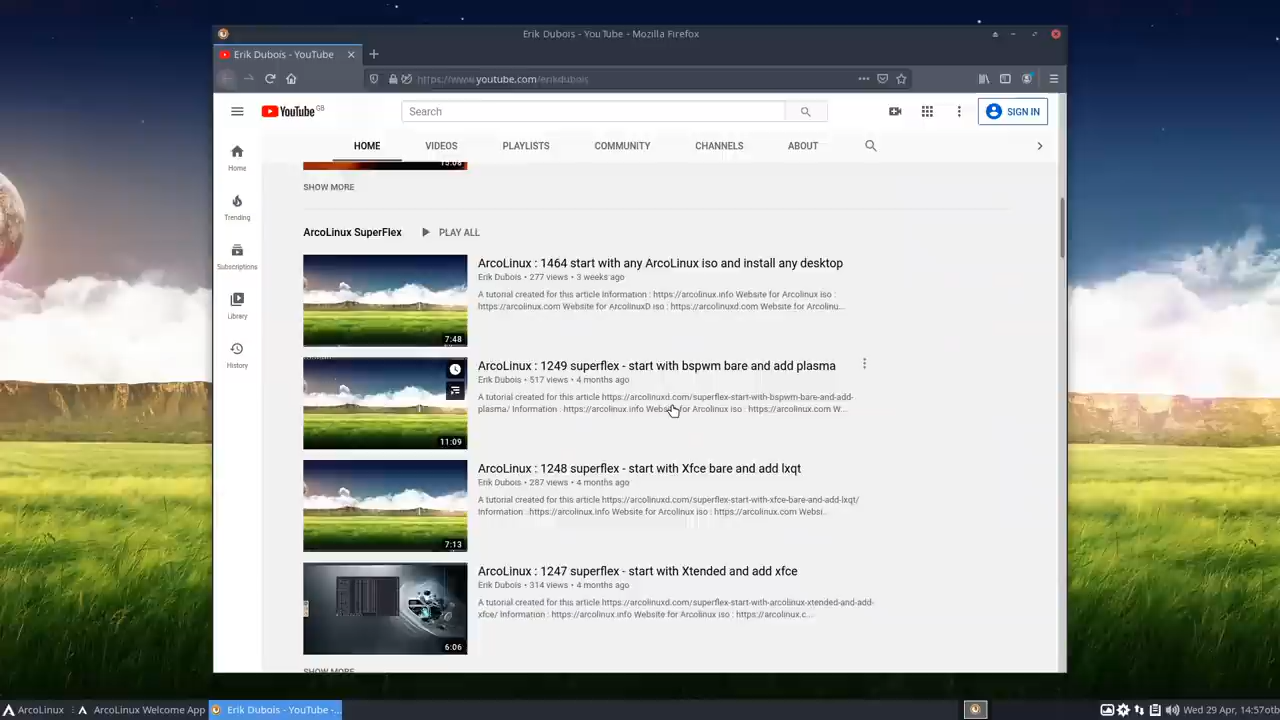 Erik Dubois - YouTube - Mozilla Firefox
Erik Dubois - YouTube
https://www.youtube.com/erikdubois
YouTube GB
Search
SIGN IN
HOME
VIDEOS
PLAYLISTS
COMMUNITY
CHANNELS
ABOUT
Home
Trending
Subscriptions
Library
History
15:08
SHOW MORE
ArcoLinux SuperFlex
PLAY ALL
7:48
ArcoLinux : 1464 start with any ArcoLinux iso and install any desktop
Erik Dubois • 277 views • 3 weeks ago
A tutorial created for this article Information : https://arcolinux.info Website for Arcolinux iso :
https://arcolinux.com Website for ArcolinuxD iso : https://arcolinuxd.com Website for Arcolinu...
11:09
ArcoLinux : 1249 superflex - start with bspwm bare and add plasma
Erik Dubois • 517 views • 4 months ago
A tutorial created for this article https://arcolinuxd.com/superflex-start-with-bspwm-bare-and-add-
plasma/ Information : https://arcolinux.info Website for Arcolinux iso : https://arcolinux.com W...
7:13
ArcoLinux : 1248 superflex - start with Xfce bare and add lxqt
Erik Dubois • 287 views • 4 months ago
A tutorial created for this article https://arcolinuxd.com/superflex-start-with-xfce-bare-and-add-lxqt/
Information : https://arcolinux.info Website for Arcolinux iso : https://arcolinux.com Websi...
6:06
ArcoLinux : 1247 superflex - start with Xtended and add xfce
Erik Dubois • 314 views • 4 months ago
A tutorial created for this article https://arcolinuxd.com/superflex-start-with-arcolinux-xtended-and-add-
xfce/ Information : https://arcolinux.info Website for Arcolinux iso : https://arcolinux.c...
SHOW MORE
ArcoLinux
ArcoLinux Welcome App
Erik Dubois - YouTube -...
Wed 29 Apr, 14:57